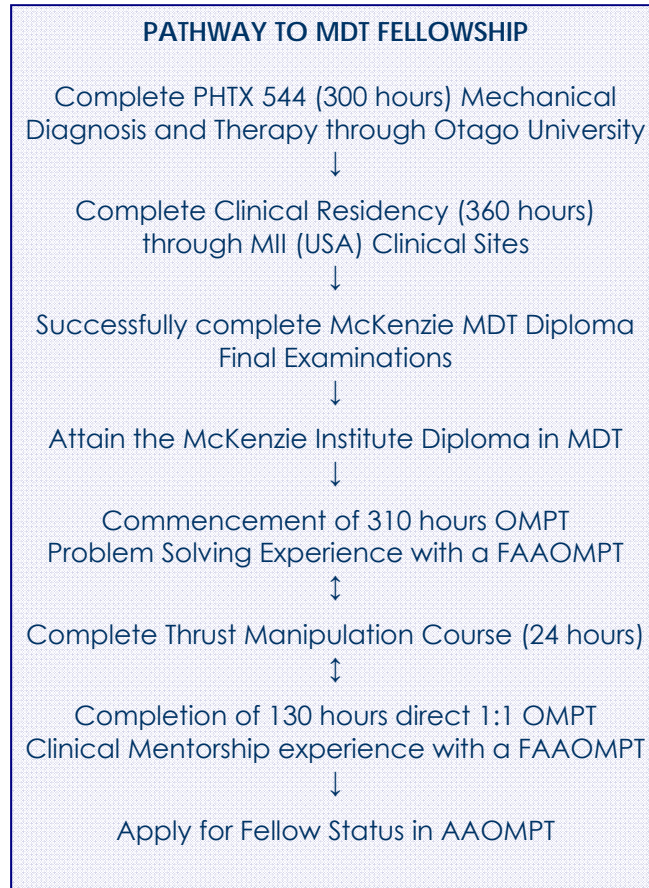 PATHWAY TO MDT FELLOWSHIP
Complete PHTX 544 (300 hours) Mechanical
Diagnosis and Therapy through Otago University
↓
Complete Clinical Residency (360 hours)
through MII (USA) Clinical Sites
↓
Successfully complete McKenzie MDT Diploma
Final Examinations
↓
Attain the McKenzie Institute Diploma in MDT
↓
Commencement of 310 hours OMPT
Problem Solving Experience with a FAAOMPT
↕
Complete Thrust Manipulation Course (24 hours)
↕
Completion of 130 hours direct 1:1 OMPT
Clinical Mentorship experience with a FAAOMPT
↓
Apply for Fellow Status in AAOMPT